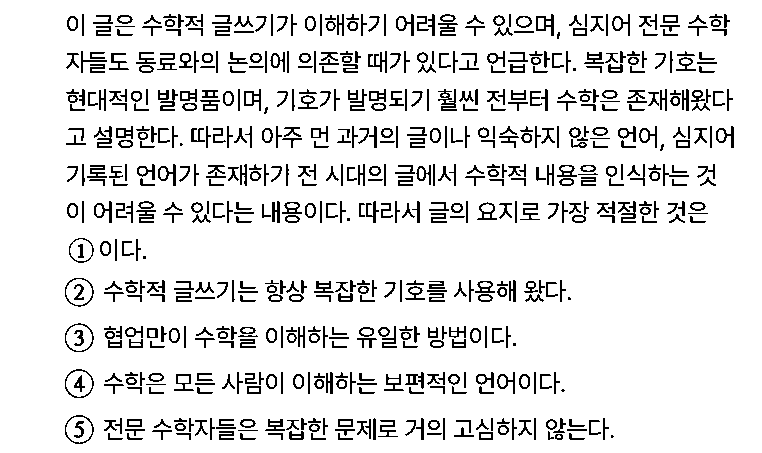 이 글은 수학적 글쓰기가 이해하기 어려울 수 있으며, 심지어 전문 수학
자들도 동료와의 논의에 의존할 때가 있다고 언급한다. 복잡한 기호는
현대적인 발명품이며, 기호가 발명되기 훨씬 전부터 수학은 존재해왔다
고 설명한다. 따라서 아주 먼 과거의 글이나 익숙하지 않은 언어, 심지어
기록된 언어가 존재하기 전 시대의 글에서 수학적 내용을 인식하는 것
이 어려울 수 있다는 내용이다. 따라서 글의 요지로 가장 적절한 것은
①이다.
② 수학적 글쓰기는 항상 복잡한 기호를 사용해 왔다.
③ 협업만이 수학을 이해하는 유일한 방법이다.
④ 수학은 모든 사람이 이해하는 보편적인 언어이다.
⑤ 전문 수학자들은 복잡한 문제로 거의 고심하지 않는다.